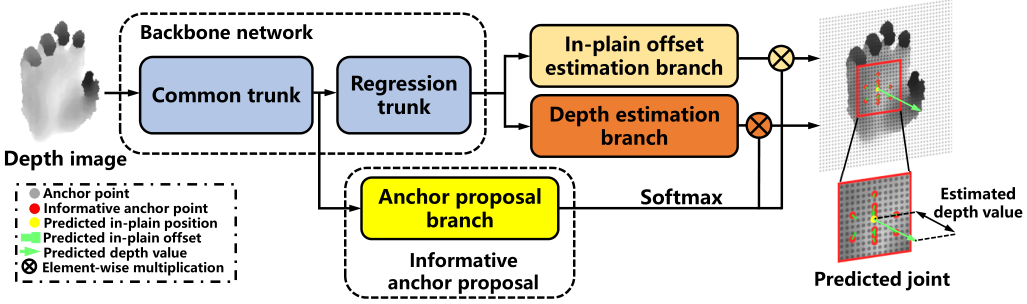 Backbone network
Common trunk
Regression
trunk
In-plain offset
estimation branch
Depth estimation
branch
Depth image
Anchor point
Informative anchor point
Predicted in-plain position
Predicted in-plain offset
Predicted depth value
Element-wise multiplication
Anchor proposal
branch
Informative
anchor proposal
Softmax
Estimated
depth value
Predicted joint